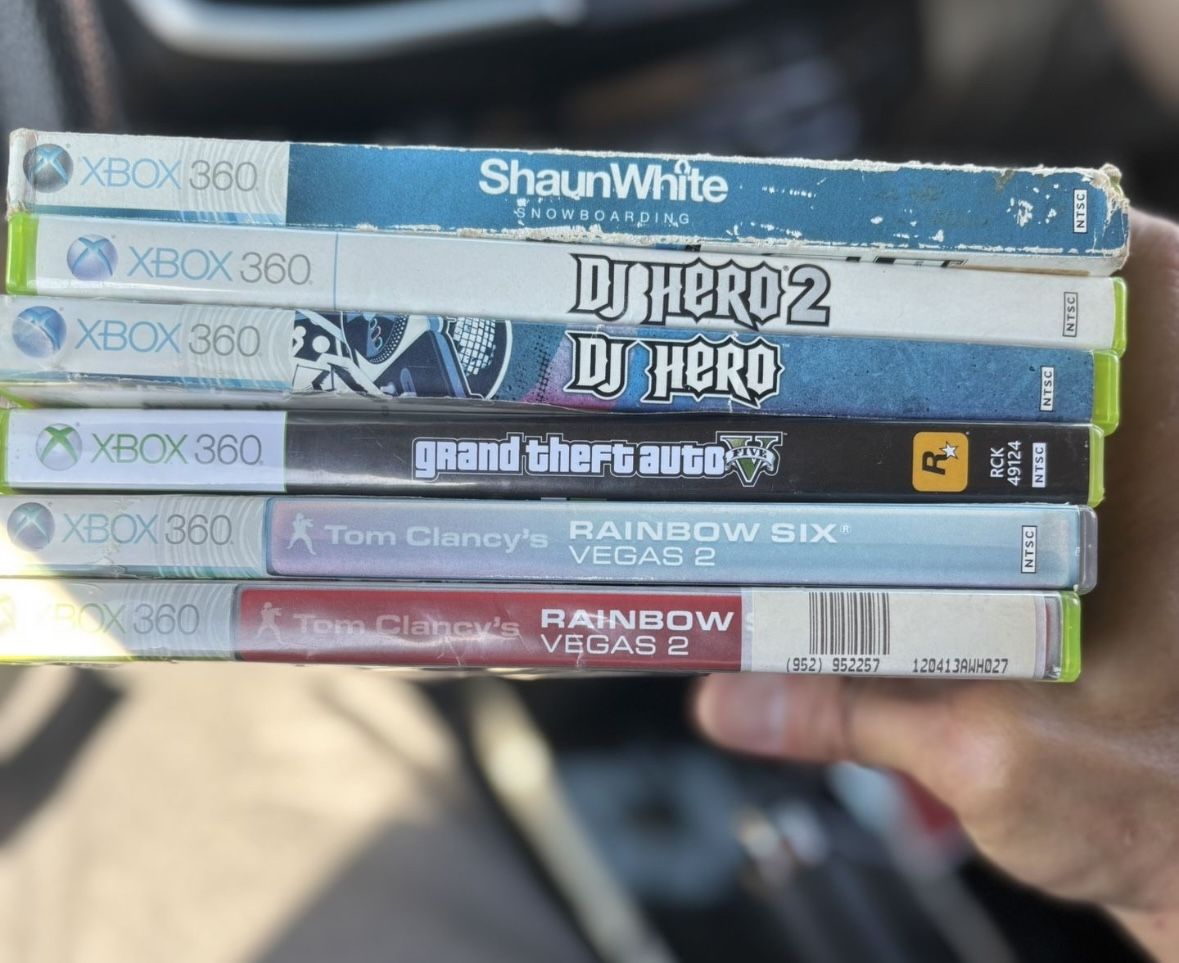 XBOX 360
ShaunWhite
SNOWBOARDING
NTSC
XBOX 360
DJ HERO 2
NTSC
XBOX 360
DJ HERO
NTSC
XBOX 360
grand theft auto V
FIVE
R
RCK
49124
NTSC
XBOX 360
Tom Clancy's
RAINBOW SIX®
VEGAS 2
NTSC
XBOX 360
Tom Clancy's
RAINBOW
VEGAS 2
(952) 952257 120413AWH027